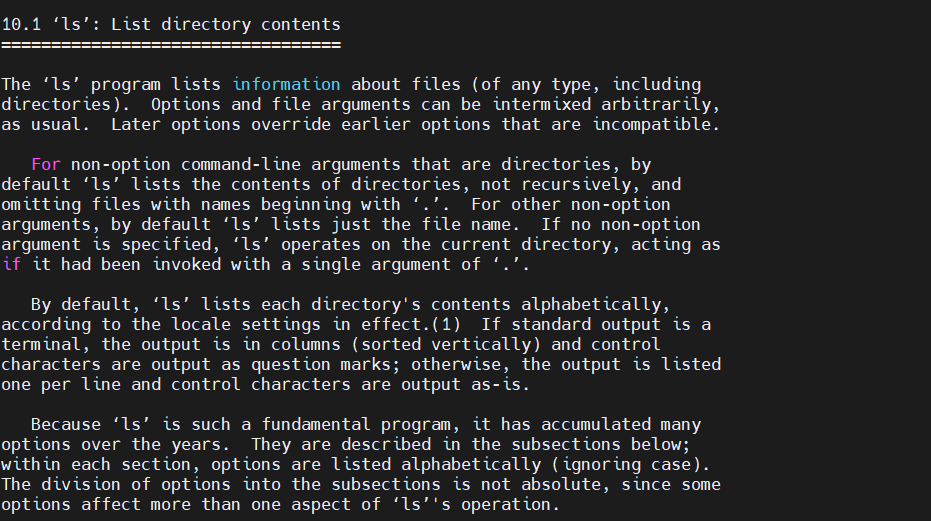 10.1 ‘ls’: List directory contents
==================================
The ‘ls’ program lists information about files (of any type, including
directories).  Options and file arguments can be intermixed arbitrarily,
as usual.  Later options override earlier options that are incompatible.
For non-option command-line arguments that are directories, by
default ‘ls’ lists the contents of directories, not recursively, and
omitting files with names beginning with ‘.’.  For other non-option
arguments, by default ‘ls’ lists just the file name.  If no non-option
argument is specified, ‘ls’ operates on the current directory, acting as
if it had been invoked with a single argument of ‘.’.
By default, ‘ls’ lists each directory's contents alphabetically,
according to the locale settings in effect.(1)  If standard output is a
terminal, the output is in columns (sorted vertically) and control
characters are output as question marks; otherwise, the output is listed
one per line and control characters are output as-is.
Because ‘ls’ is such a fundamental program, it has accumulated many
options over the years.  They are described in the subsections below;
within each section, options are listed alphabetically (ignoring case).
The division of options into the subsections is not absolute, since some
options affect more than one aspect of ‘ls’'s operation.